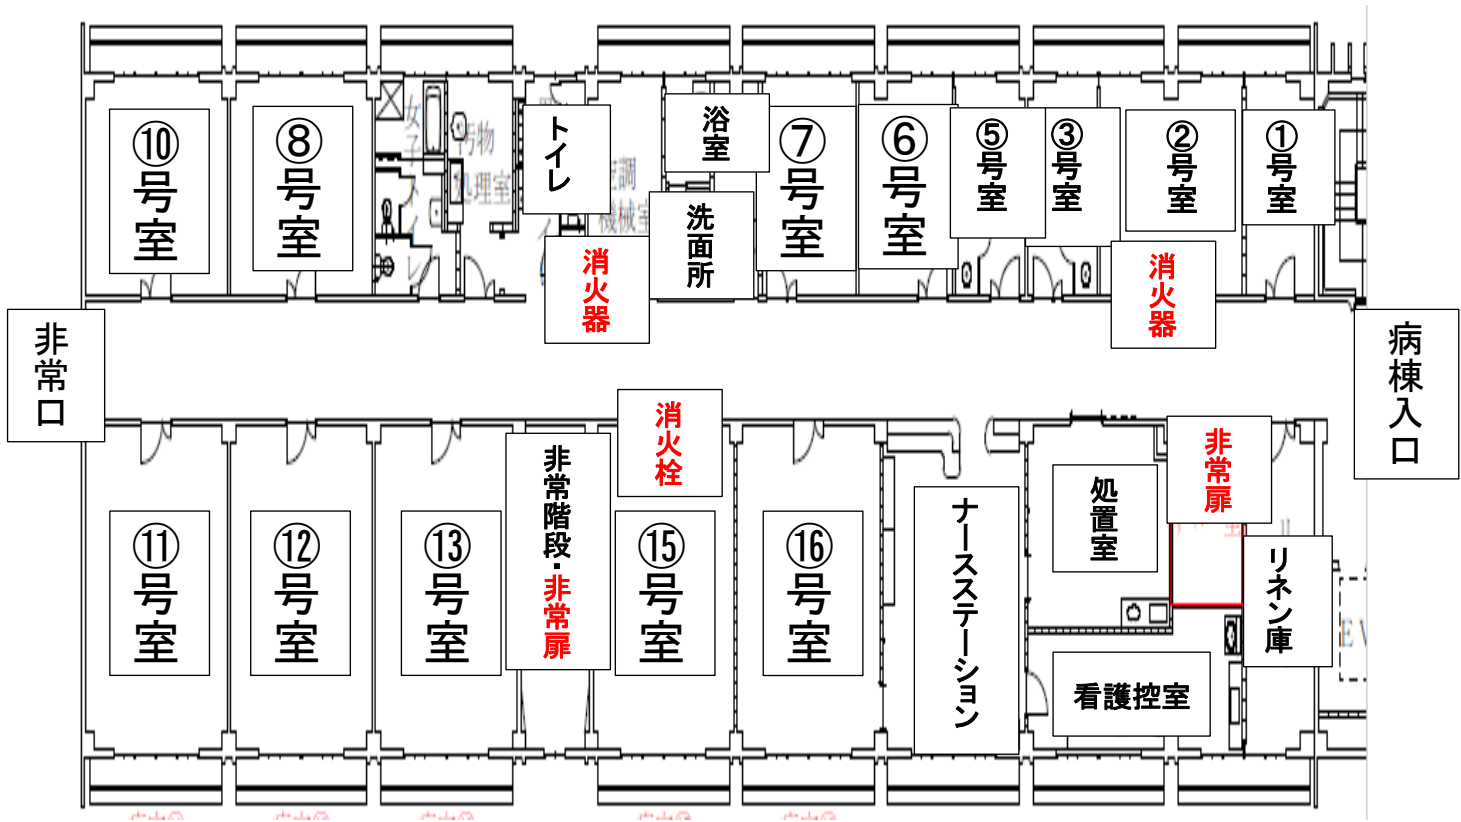 ⑩号室
⑧号室
女子トイレ
汚物
処理室
トイレ
機械室
浴室
洗面所
⑦号室
⑥号室
⑤号室
③号室
②号室
①号室
消火器
消火器
非常口
病棟入口
消火栓
非常扉
⑪号室
⑫号室
⑬号室
非常階段・非常扉
⑮号室
⑯号室
ナースステーション
処置室
看護控室
リネン庫
EV